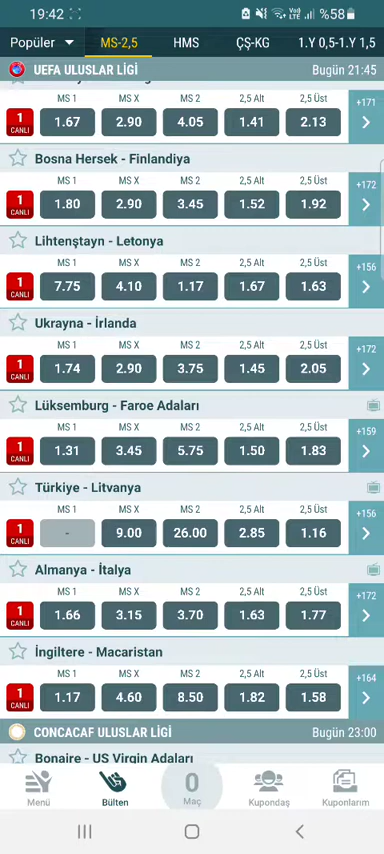 19:42 %58
Popüler MS-2,5 HMS ÇŞ-KG 1.Y 0,5-1.Y 1,5
UEFA ULUSLAR LİGİ Bugün 21:45
MS 1 MS X MS 2 2,5 Alt 2,5 Üst +171
1 CANLI 1.67 2.90 4.05 1.41 2.13
Bosna Hersek - Finlandiya
MS 1 MS X MS 2 2,5 Alt 2,5 Üst +172
1 CANLI 1.80 2.90 3.45 1.52 1.92
Lihtenştayn - Letonya
MS 1 MS X MS 2 2,5 Alt 2,5 Üst +156
1 CANLI 7.75 4.10 1.17 1.67 1.63
Ukrayna - İrlanda
MS 1 MS X MS 2 2,5 Alt 2,5 Üst +172
1 CANLI 1.74 2.90 3.75 1.45 2.05
Lüksemburg - Faroe Adaları
MS 1 MS X MS 2 2,5 Alt 2,5 Üst +159
1 CANLI 1.31 3.45 5.75 1.50 1.83
Türkiye - Litvanya
MS 1 MS X MS 2 2,5 Alt 2,5 Üst +156
1 CANLI - 9.00 26.00 2.85 1.16
Almanya - İtalya
MS 1 MS X MS 2 2,5 Alt 2,5 Üst +172
1 CANLI 1.66 3.15 3.70 1.63 1.77
İngiltere - Macaristan
MS 1 MS X MS 2 2,5 Alt 2,5 Üst +164
1 CANLI 1.17 4.60 8.50 1.82 1.58
CONCACAF ULUSLAR LİGİ Bugün 23:00
Bonaire - US Virgin Adaları
0
Menü Bülten Maç Kupondaş Kuponlarım